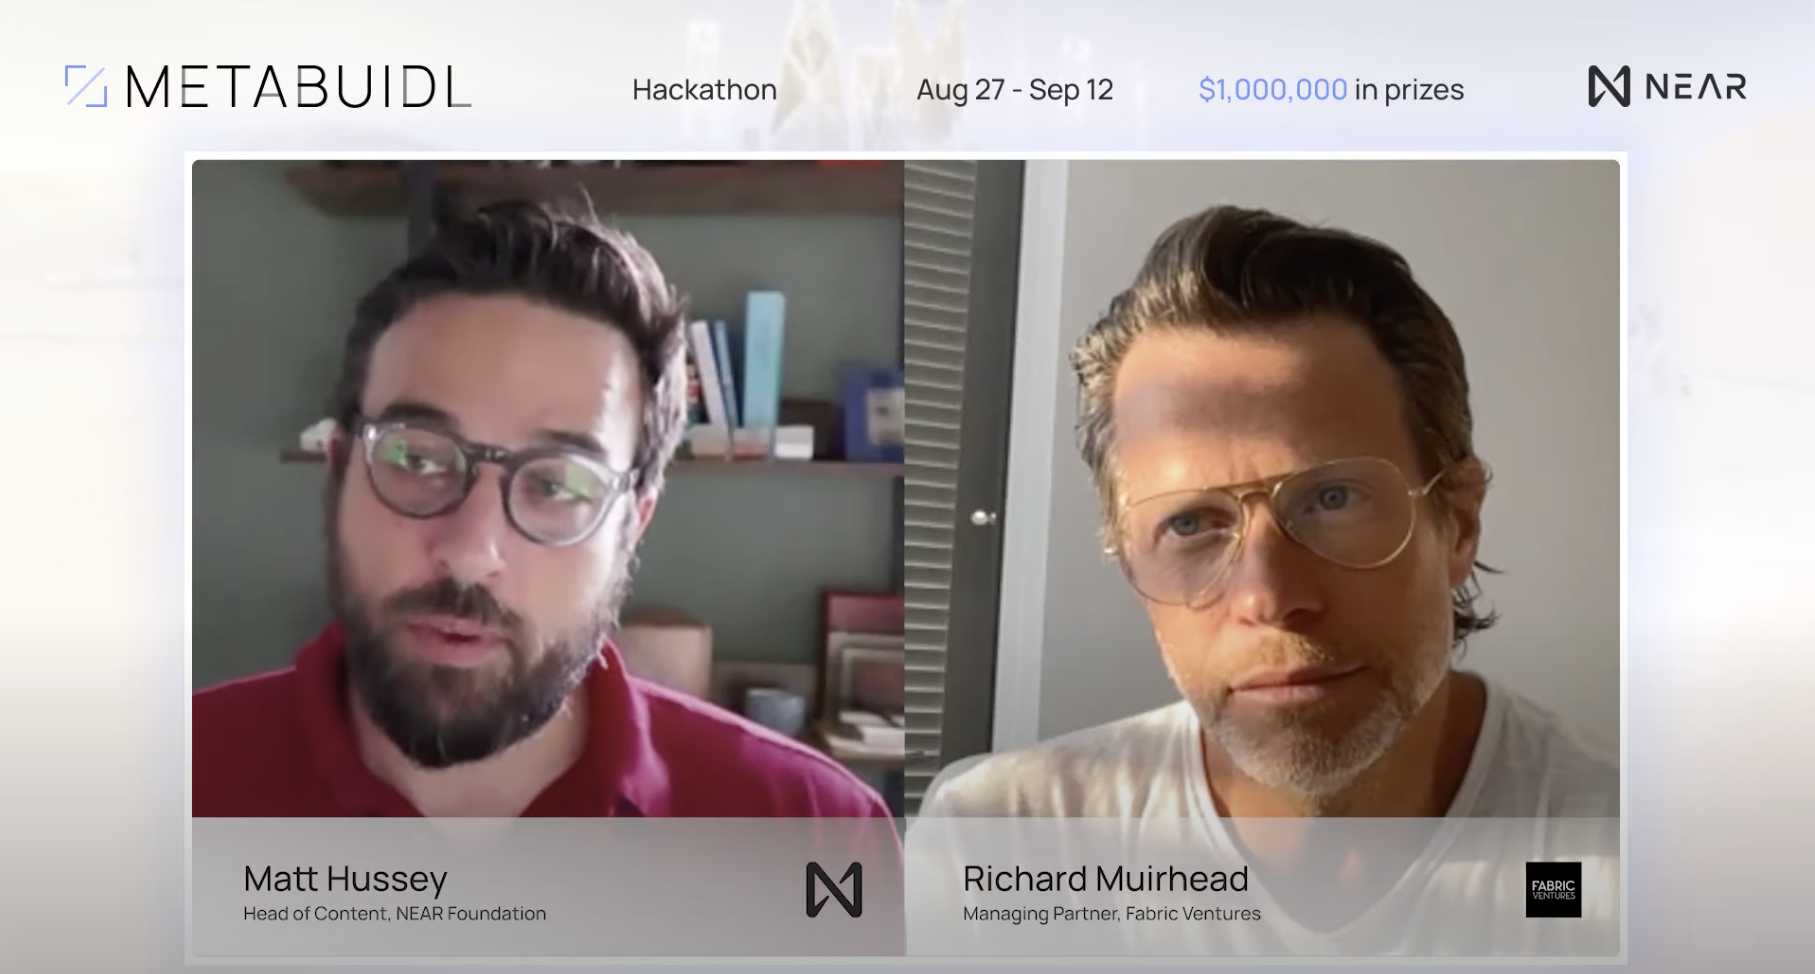 METABUIDL
Hackathon
Aug 27 - Sep 12
$1,000,000 in prizes
NEAR
Matt Hussey
Head of Content, NEAR Foundation
Richard Muirhead
Managing Partner, Fabric Ventures
FABRIC
VENTURES